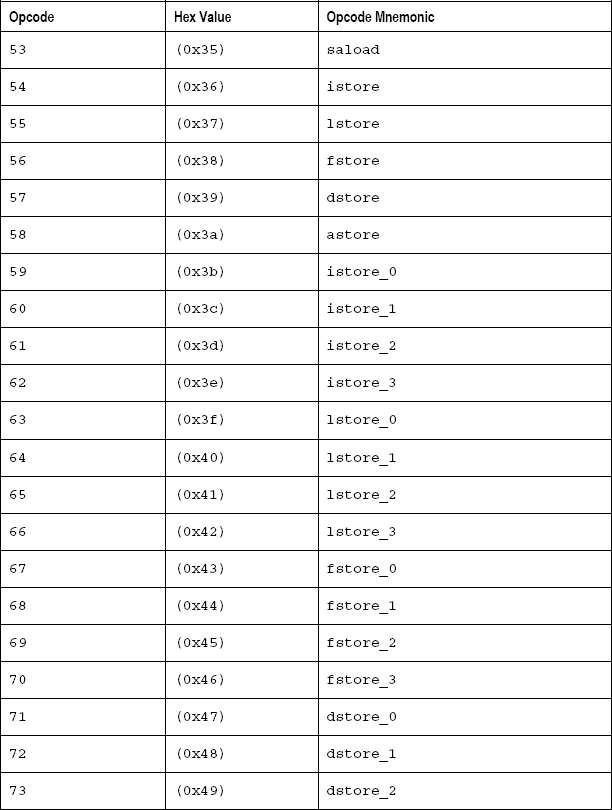 Opcode Hex Value Opcode Mnemonic
53 (0x35) saload
54 (0x36) istore
55 (0x37) lstore
56 (0x38) fstore
57 (0x39) dstore
58 (0x3a) astore
59 (0x3b) istore_0
60 (0x3c) istore_1
61 (0x3d) istore_2
62 (0x3e) istore_3
63 (0x3f) lstore_0
64 (0x40) lstore_1
65 (0x41) lstore_2
66 (0x42) lstore_3
67 (0x43) fstore_0
68 (0x44) fstore_1
69 (0x45) fstore_2
70 (0x46) fstore_3
71 (0x47) dstore_0
72 (0x48) dstore_1
73 (0x49) dstore_2